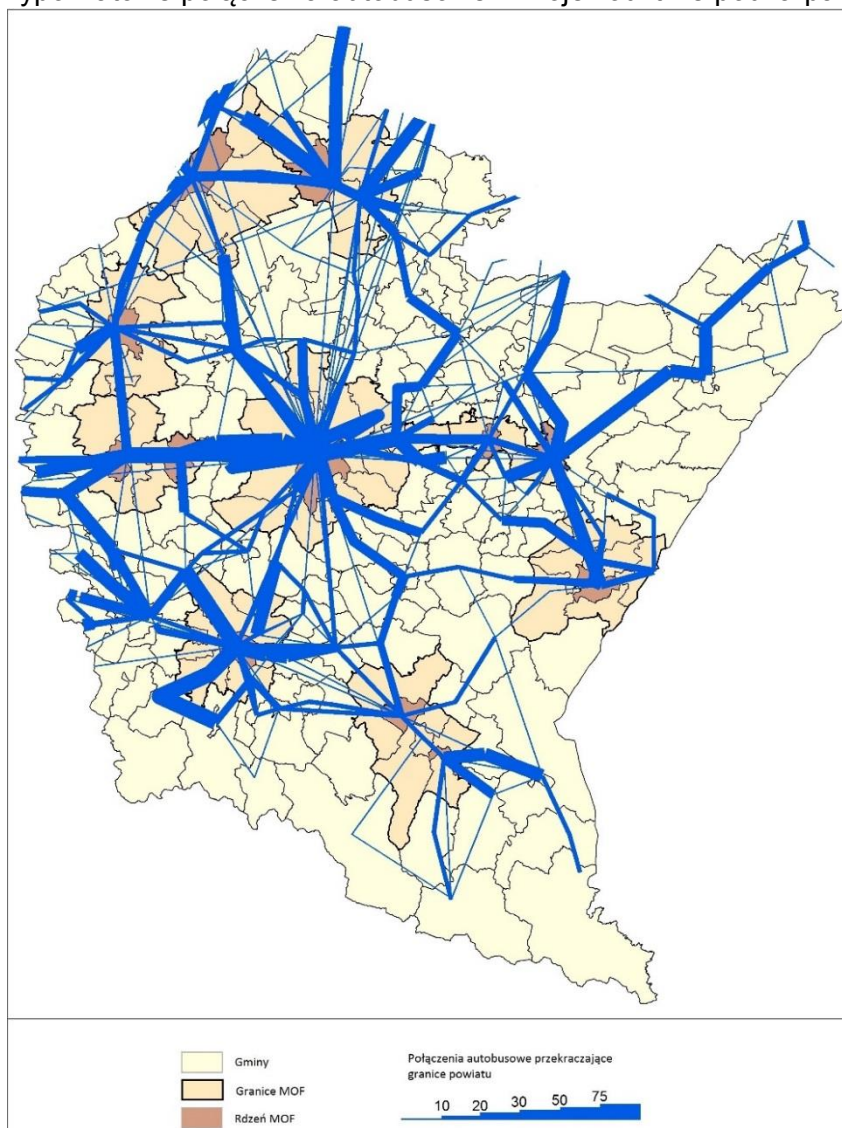 Gminy
Granice MOF
Rdzeń MOF
Połączenia autobusowe przekraczające
granice powiatu
10 20 30 50 75